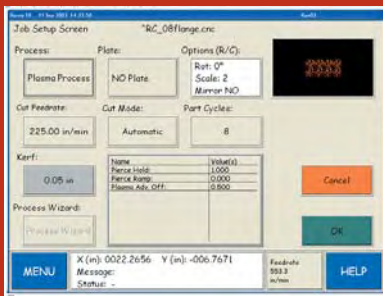 Job Setup Screen "RC_08flange.cnc
Process: Plate: Options (R/C):
Plasma Process NO Plate Rot: 0°
Scale: 2
Mirror NO
Cut Feedrate: Cut Mode: Part Cycles:
225.00 in/min Automatic 8
Kerf:
0.05 in
Name Value(s)
Pierce Hold: 1.000
Pierce Ramp: 0.000
Plasma Adv. Off: 0.500
Cancel
Process Wizard:
Process Wizard OK
MENU X (in): 0022.2656 Y (in): -006.7671
Message:
Status: -
Feedrate
553.3
in/min
HELP